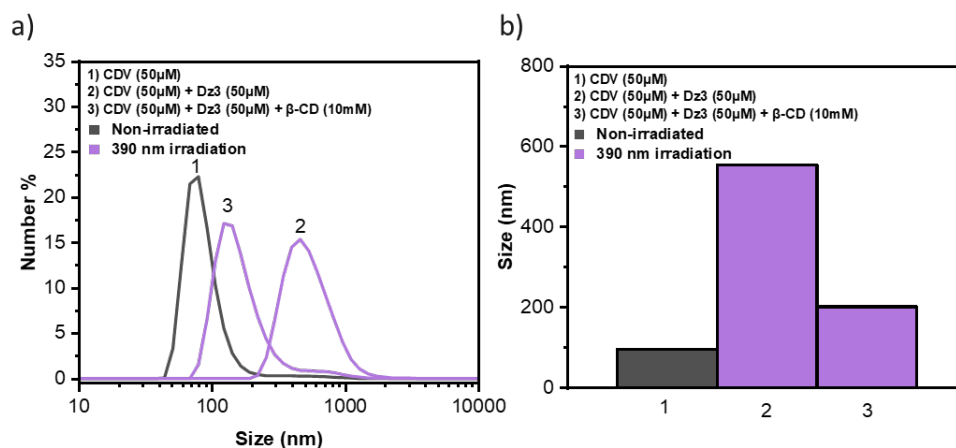 a)
35
30
25
20
15
10
5
0
Number %
1) CDV (50µM)
2) CDV (50µM) + Dz3 (50µM)
3) CDV (50µM) + Dz3 (50µM) + β-CD (10mM)
Non-irradiated
390 nm irradiation
1
3
2
10 100 1000 10000
Size (nm)
b)
800
600
400
200
0
Size (nm)
1) CDV (50µM)
2) CDV (50µM) + Dz3 (50µM)
3) CDV (50µM) + Dz3 (50µM) + β-CD (10mM)
Non-irradiated
390 nm irradiation
1 2 3